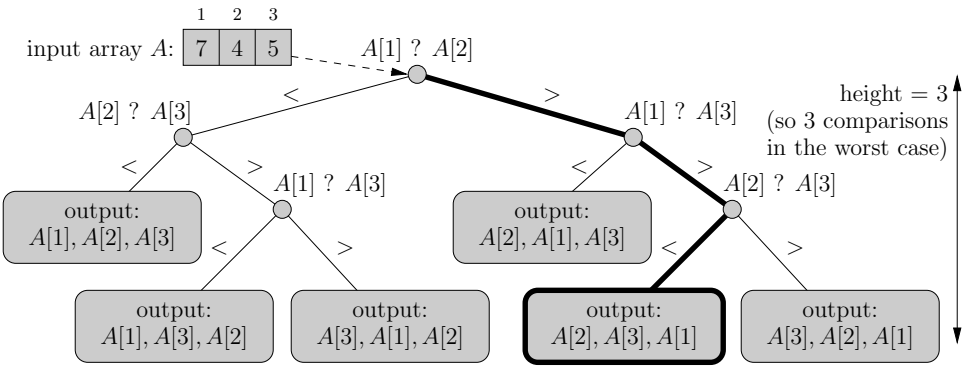 1 2 3
input array A: 7 4 5
A[1] ? A[2]
< >
A[2] ? A[3]
A[1] ? A[3]
height = 3
(so 3 comparisons
in the worst case)
< >
< >
A[1] ? A[3]
A[2] ? A[3]
output:
A[1], A[2], A[3]
output:
A[2], A[1], A[3]
< >
< >
output:
A[1], A[3], A[2]
output:
A[3], A[1], A[2]
output:
A[2], A[3], A[1]
output:
A[3], A[2], A[1]